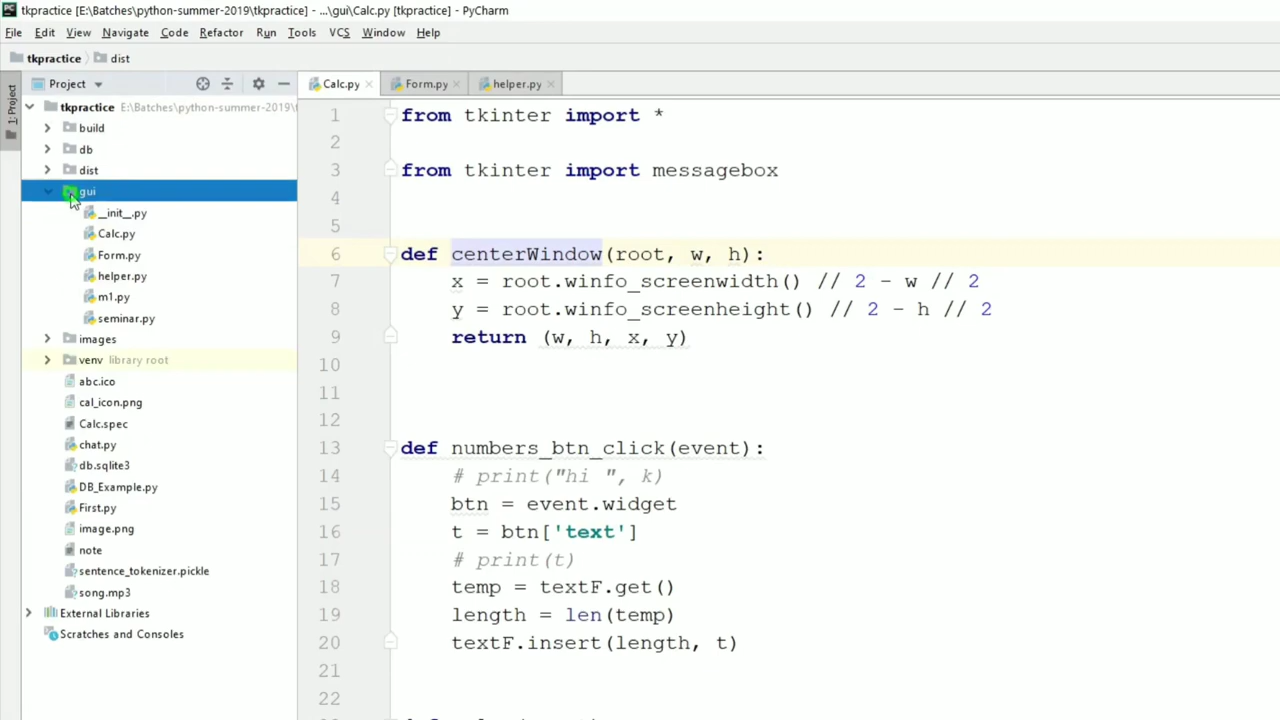 tkpractice [E:\Batches\python-summer-2019\tkpractice] - ...\gui\Calc.py [tkpractice] - PyCharm
File Edit View Navigate Code Refactor Run Tools VCS Window Help
tkpractice dist
1: Project
Project
Calc.py
Form.py
helper.py
tkpractice E:\Batches\python-summer-2019\t
build
db
dist
gui
__init__.py
Calc.py
Form.py
helper.py
m1.py
seminar.py
images
venv library root
abc.ico
cal_icon.png
Calc.spec
chat.py
db.sqlite3
DB_Example.py
First.py
image.png
note
sentence_tokenizer.pickle
song.mp3
External Libraries
Scratches and Consoles
1 from tkinter import *
2
3 from tkinter import messagebox
4
5
6 def centerWindow(root, w, h):
7 x = root.winfo_screenwidth() // 2 - w // 2
8 y = root.winfo_screenheight() // 2 - h // 2
9 return (w, h, x, y)
10
11
12
13 def numbers_btn_click(event):
14 # print("hi ", k)
15 btn = event.widget
16 t = btn['text']
17 # print(t)
18 temp = textF.get()
19 length = len(temp)
20 textF.insert(length, t)
21
22